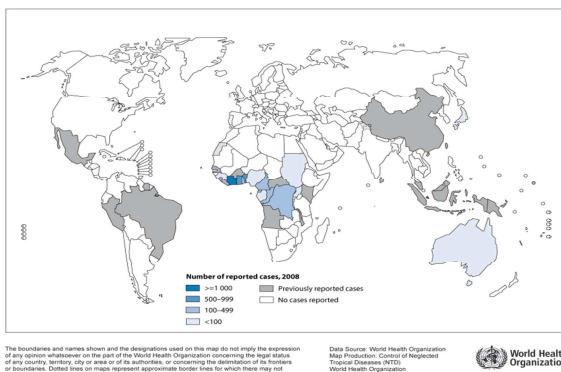 Number of reported cases, 2008
>=1 000
500–999
100–499
<100
Previously reported cases
No cases reported
The boundaries and names shown and the designations used on this map do not imply the expression
of any opinion whatsoever on the part of the World Health Organization concerning the legal status
of any country, territory, city or area or of its authorities, or concerning the delimitation of its frontiers
or boundaries. Dotted lines on maps represent approximate border lines for which there may not
Data Source: World Health Organization
Map Production: Control of Neglected
Tropical Diseases (NTD)
World Health Organization
World Health
Organization